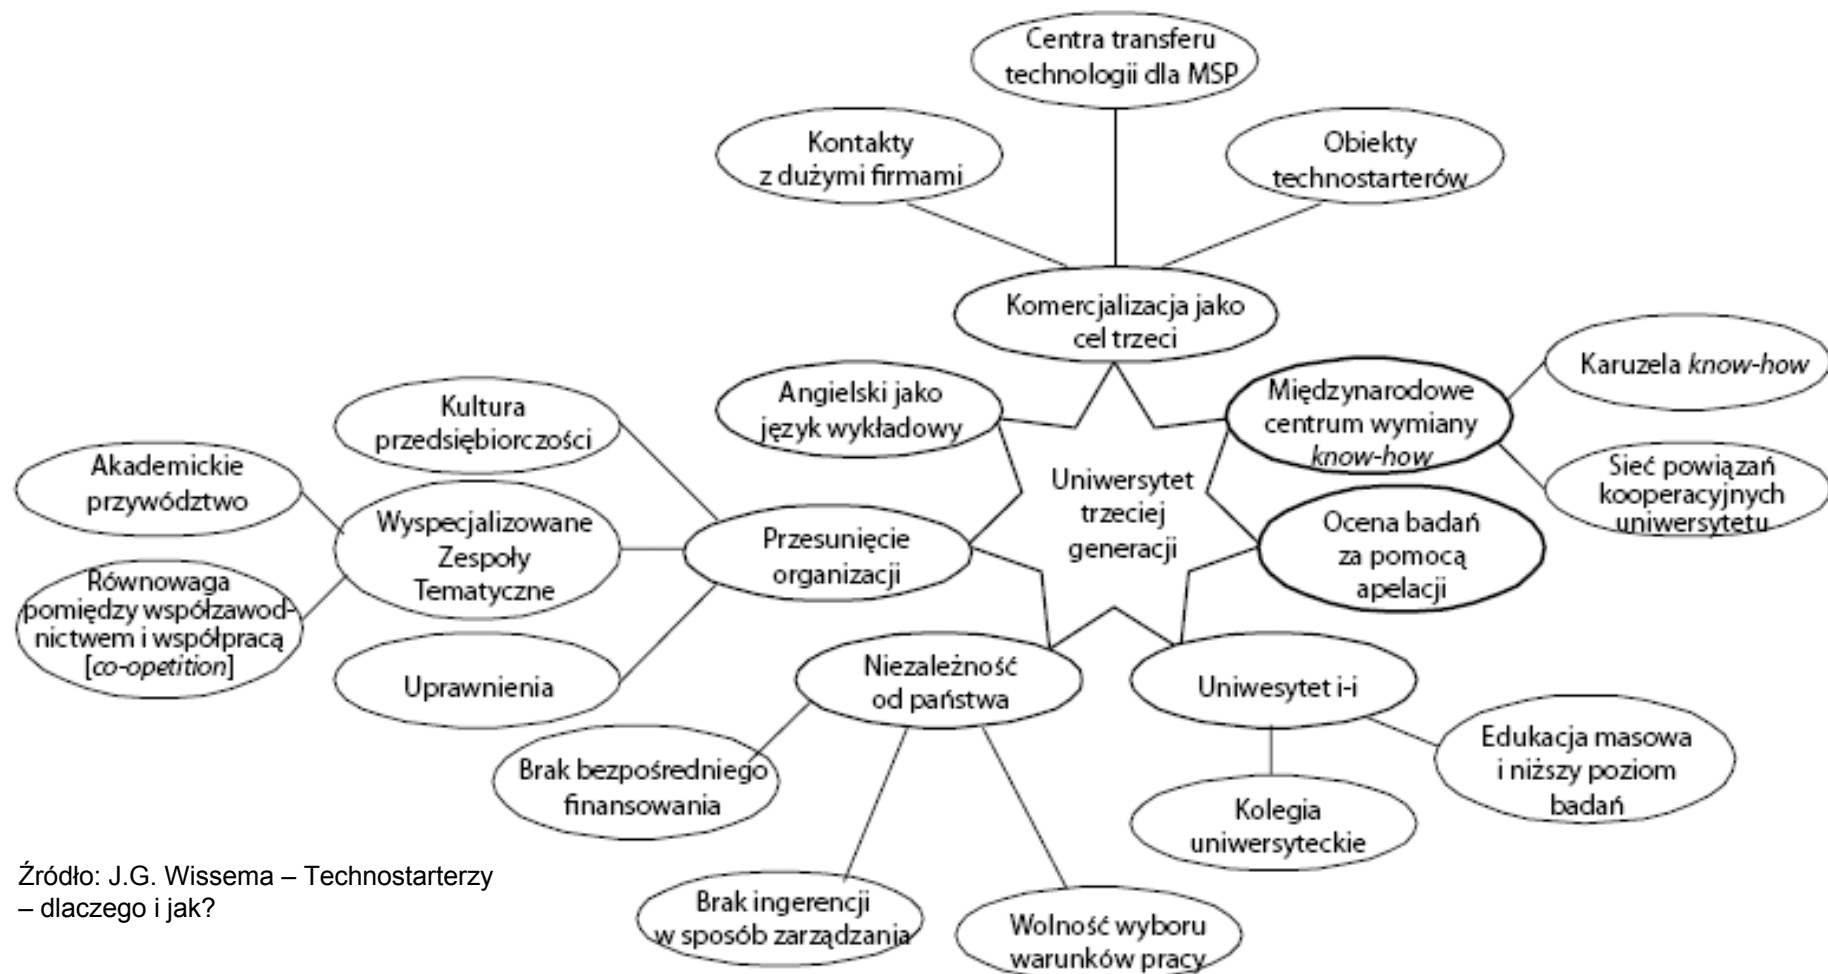 Centra transferu
technologii dla MSP
Kontakty
z dużymi firmami
Obiekty
technostarterów
Komercjalizacja jako
cel trzeci
Angielski jako
język wykładowy
Międzynarodowe
centrum wymiany
know-how
Karuzela know-how
Sieć powiązań
kooperacyjnych
uniwersytetu
Kultura
przedsiębiorczości
Akademickie
przywództwo
Wyspecjalizowane
Zespoły
Tematyczne
Równowaga
pomiędzy współzawod-
nictwem i współpracą
[co-opetition]
Uprawnienia
Przesunięcie
organizacji
Uniwersytet
trzeciej
generacji
Ocena badań
za pomocą
apelacji
Niezależność
od państwa
Uniwesytet i-i
Brak bezpośredniego
finansowania
Edukacja masowa
i niższy poziom
badań
Kolegia
uniwersyteckie
Brak ingerencji
w sposób zarządzania
Wolność wyboru
warunków pracy
Źródło: J.G. Wissema – Technostarterzy
– dlaczego i jak?